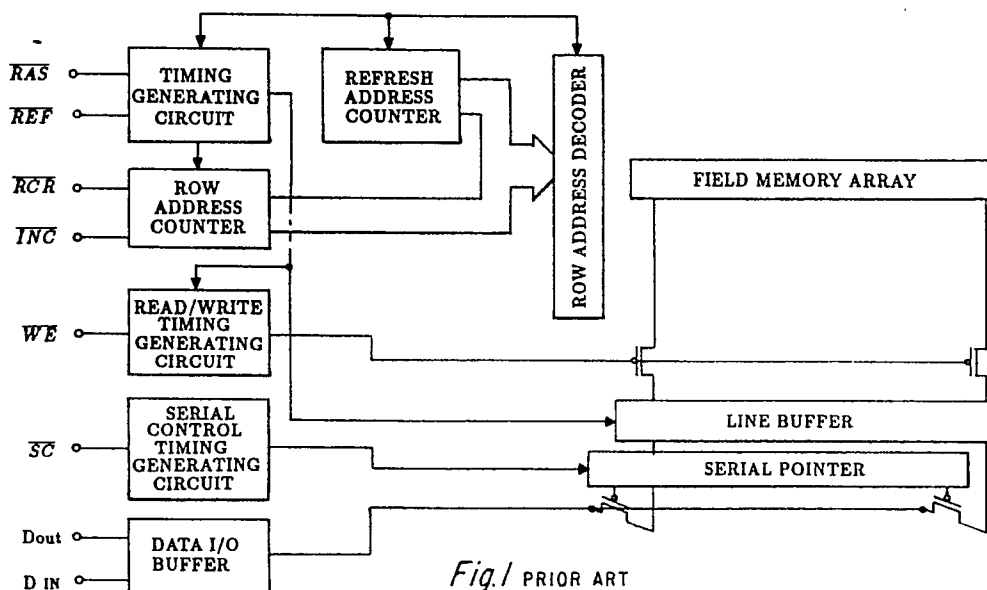 RAS
REF
RCR
INC
WE
SC
Dout
D IN
TIMING
GENERATING
CIRCUIT
REFRESH
ADDRESS
COUNTER
ROW
ADDRESS
COUNTER
ROW ADDRESS DECODER
FIELD MEMORY ARRAY
READ/WRITE
TIMING
GENERATING
CIRCUIT
SERIAL
CONTROL
TIMING
GENERATING
CIRCUIT
LINE BUFFER
SERIAL POINTER
DATA I/O
BUFFER
Fig.1 PRIOR ART